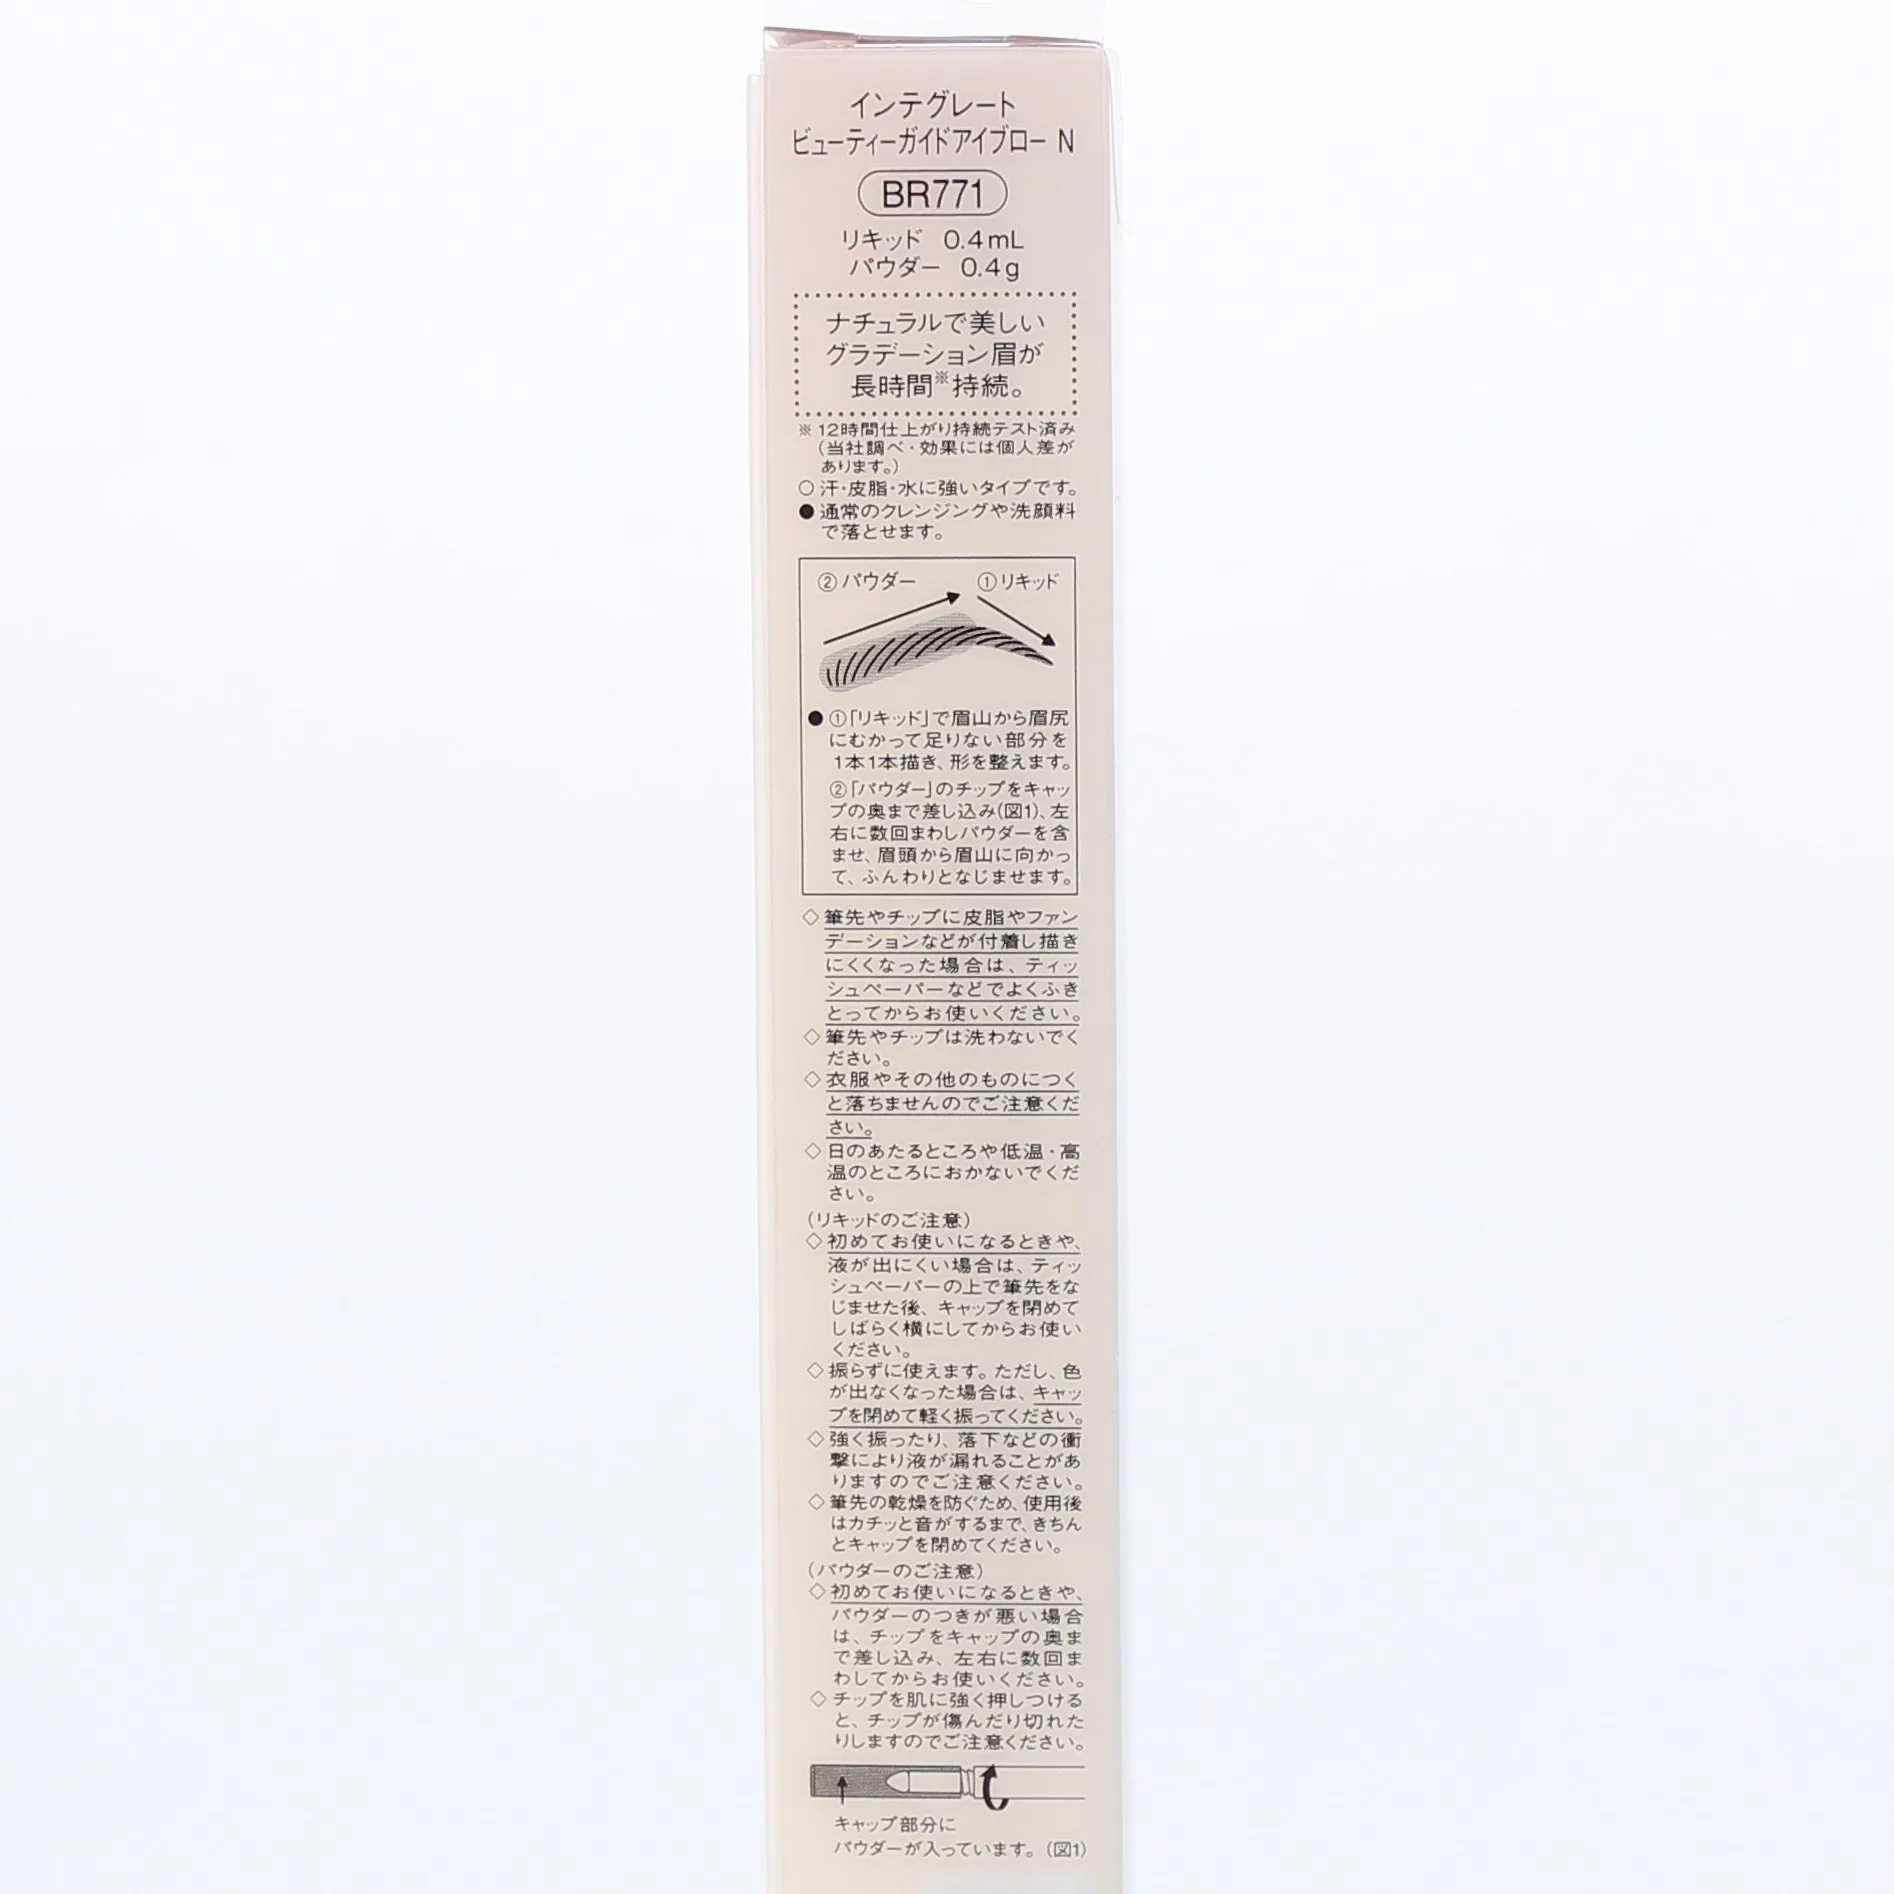 インテグレート
ビューティーガイドアイブロー N
BR771
リキッド 0.4mL
パウダー 0.4g
ナチュラルで美しい
グラデーション眉が
長時間※持続。
※12時間仕上がり持続テスト済み
(当社調べ・効果には個人差が
あります。)
○汗・皮脂・水に強いタイプです。
●通常のクレンジングや洗顔料
で落とせます。
②パウダー ①リキッド
●①「リキッド」で眉山から眉尻
にむかって足りない部分を
1本1本描き、形を整えます。
②「パウダー」のチップをキャッ
プの奥まで差し込み(図1)、左
右に数回まわしパウダーを含
ませ、眉頭から眉山に向かっ
て、ふんわりとなじませます。
◇筆先やチップに皮脂やファン
デーションなどが付着し描き
にくくなった場合は、ティッ
シュペーパーなどでよくふき
とってからお使いください。
◇筆先やチップは洗わないでく
ださい。
◇衣服やその他のものにつく
と落ちませんのでご注意くだ
さい。
◇日のあたるところや低温・高
温のところにおかないでくだ
さい。
(リキッドのご注意)
◇初めてお使いになるときや、
液が出にくい場合は、ティッ
シュペーパーの上で筆先をな
じませた後、キャップを閉めて
しばらく横にしてからお使い
ください。
◇振らずに使えます。ただし、色
が出なくなった場合は、キャッ
プを閉めて軽く振ってください。
◇強く振ったり、落下などの衝
撃により液が漏れることがあ
りますのでご注意ください。
◇筆先の乾燥を防ぐため、使用後
はカチッと音がするまで、きちん
とキャップを閉めてください。
(パウダーのご注意)
◇初めてお使いになるときや、
パウダーのつきが悪い場合
は、チップをキャップの奥ま
で差し込み、左右に数回ま
わしてからお使いください。
◇チップを肌に強く押しつける
と、チップが傷んだり切れた
りしますのでご注意ください。
キャップ部分に
パウダーが入っています。(図1)